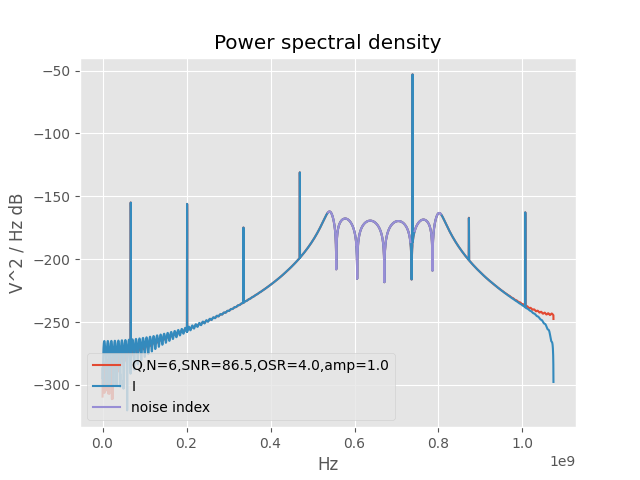 Power spectral density
−50
−100
−150
−200
−250
−300
V^2 / Hz dB
Q,N=6,SNR=86.5,OSR=4.0,amp=1.0
I
noise index
0.0
0.2
0.4
0.6
0.8
1.0
1e9
Hz